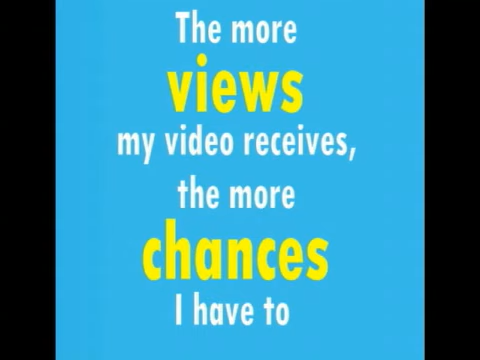 The more
views
my video receives,
the more
chances
I have to